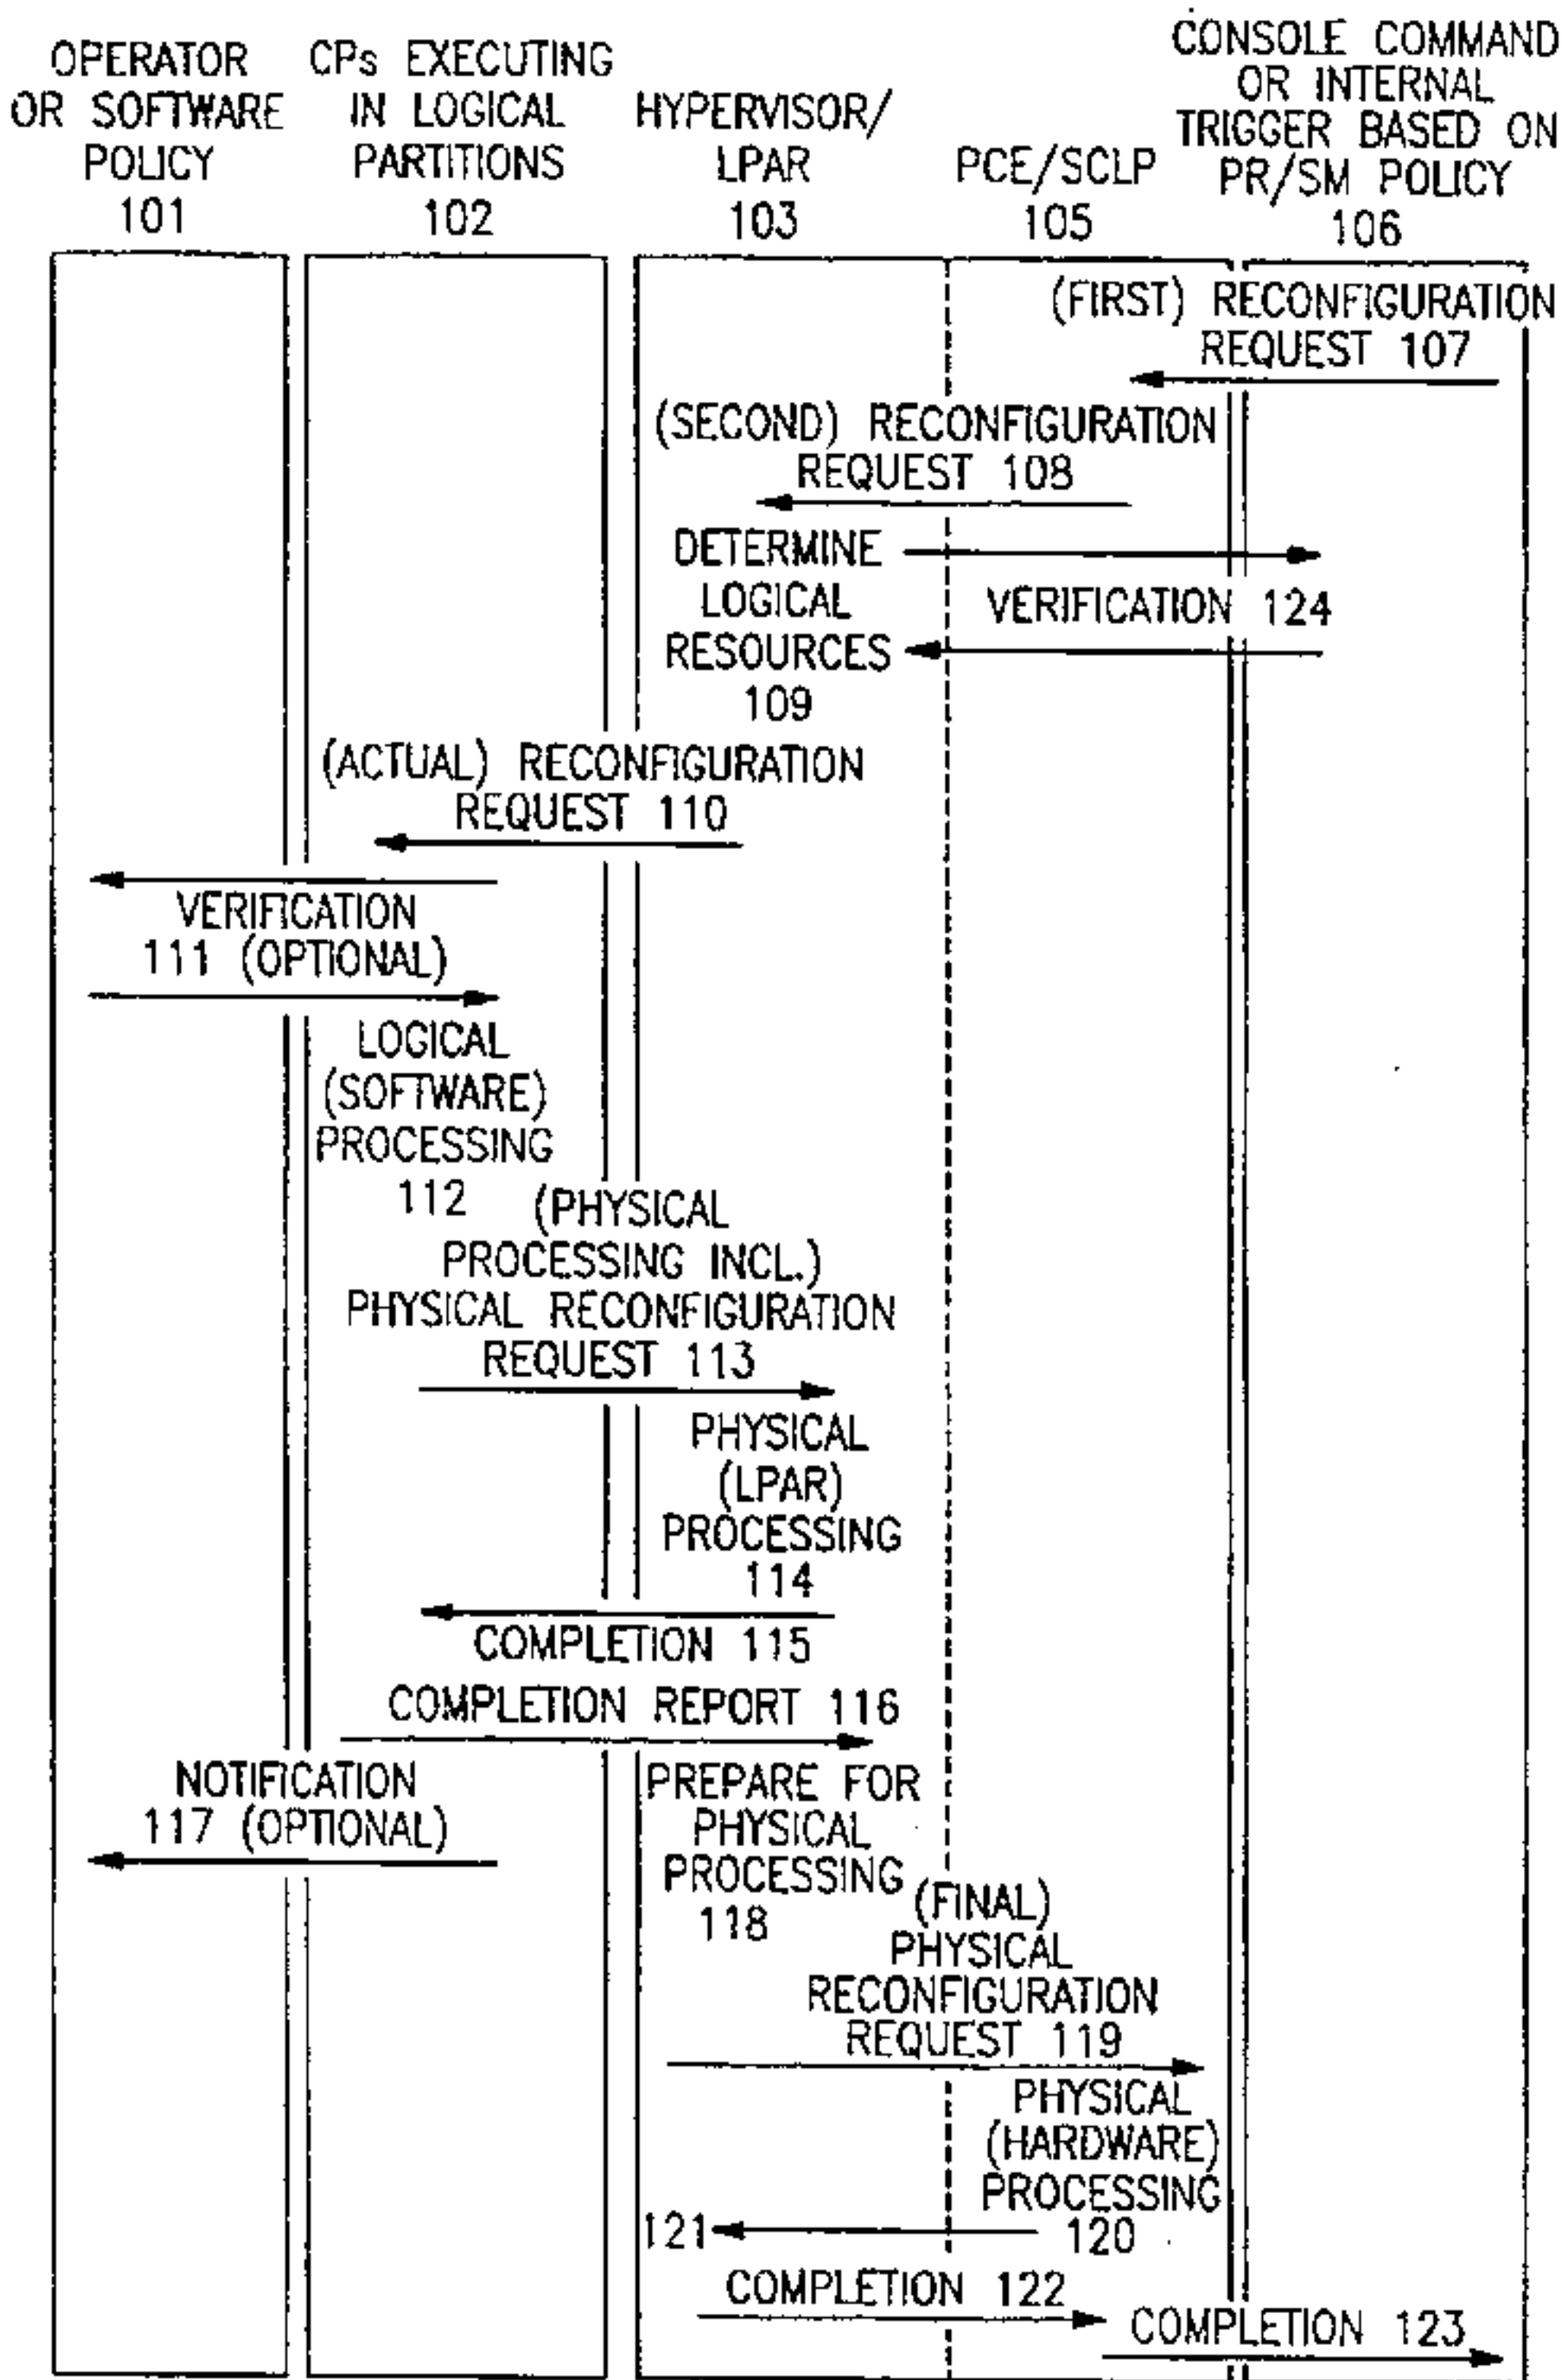 OPERATOR
OR SOFTWARE
POLICY
101
CPs EXECUTING
IN LOGICAL
PARTITIONS
102
HYPERVISOR/
LPAR
103
PCE/SCLP
105
CONSOLE COMMAND
OR INTERNAL
TRIGGER BASED ON
PR/SM POLICY
106
(FIRST) RECONFIGURATION
REQUEST 107
(SECOND) RECONFIGURATION
REQUEST 108
DETERMINE
LOGICAL
RESOURCES
109
VERIFICATION 124
(ACTUAL) RECONFIGURATION
REQUEST 110
VERIFICATION
111 (OPTIONAL)
LOGICAL
(SOFTWARE)
PROCESSING
112
(PHYSICAL
PROCESSING INCL.)
PHYSICAL RECONFIGURATION
REQUEST 113
PHYSICAL
(LPAR)
PROCESSING
114
COMPLETION 115
COMPLETION REPORT 116
NOTIFICATION
117 (OPTIONAL)
PREPARE FOR
PHYSICAL
PROCESSING
118
(FINAL)
PHYSICAL
RECONFIGURATION
REQUEST 119
PHYSICAL
(HARDWARE)
PROCESSING
120
121
COMPLETION 122
COMPLETION 123